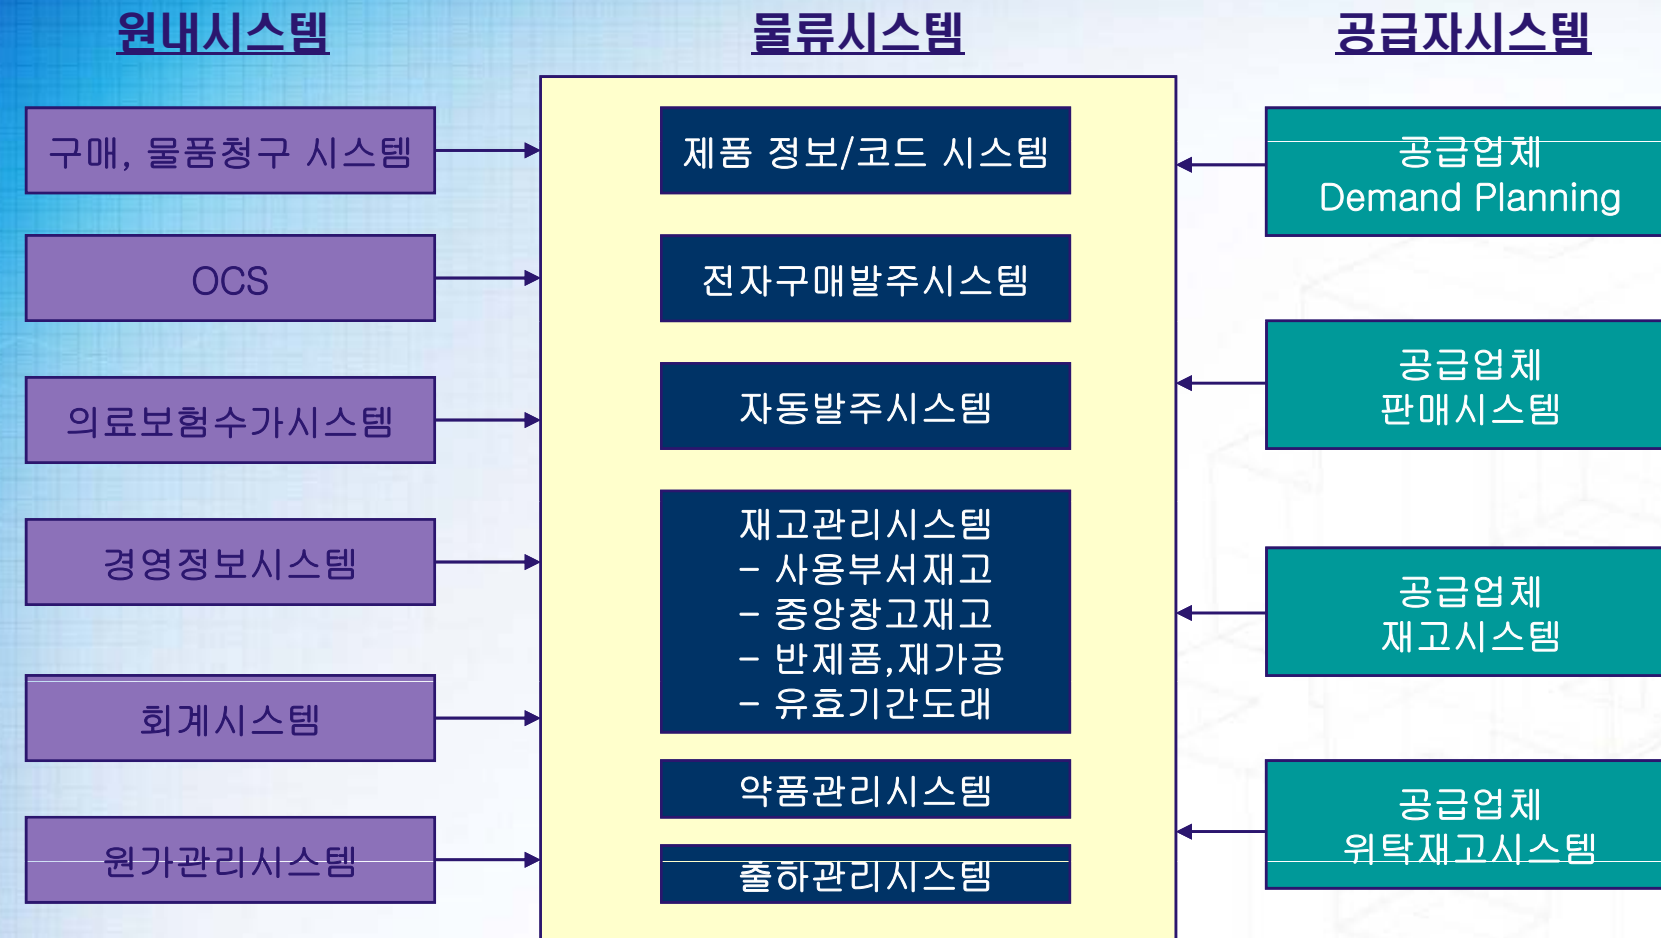 원내시스템
구매, 물품청구 시스템
OCS
의료보험수가시스템
경영정보시스템
회계시스템
원가관리시스템
물류시스템
제품 정보/코드 시스템
전자구매발주시스템
자동발주시스템
재고관리시스템
- 사용부서재고
- 중앙창고재고
- 반제품,재가공
- 유효기간도래
약품관리시스템
출하관리시스템
공급자시스템
공급업체
Demand Planning
공급업체
판매시스템
공급업체
재고시스템
공급업체
위탁재고시스템